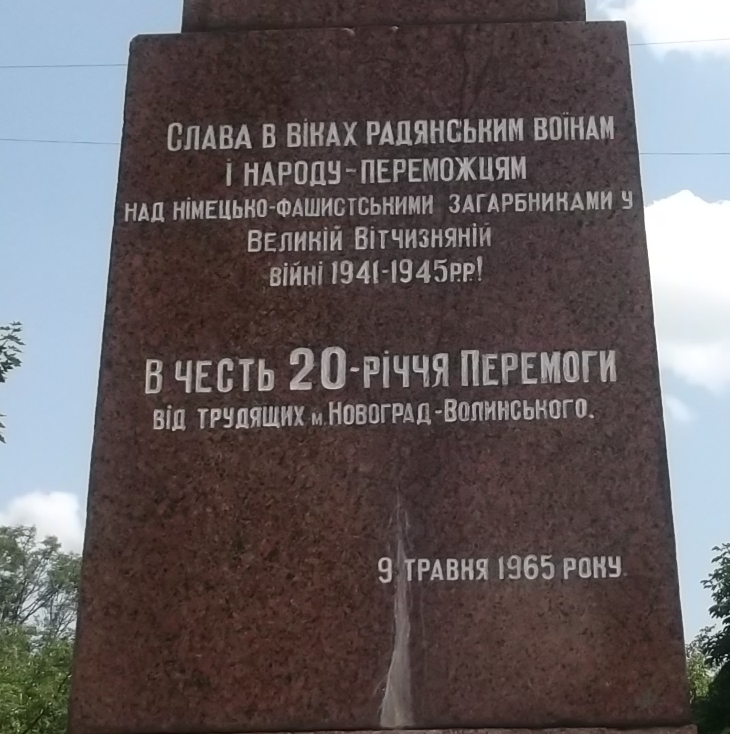 Слава в віках радянським воїнам
і народу-переможцям
над німецько-фашистськими загарбниками у
Великій Вітчизняній
війні 1941-1945р.р!
В честь 20-річчя Перемоги
від трудящих м.Новоград-Волинського.
9 травня 1965 року